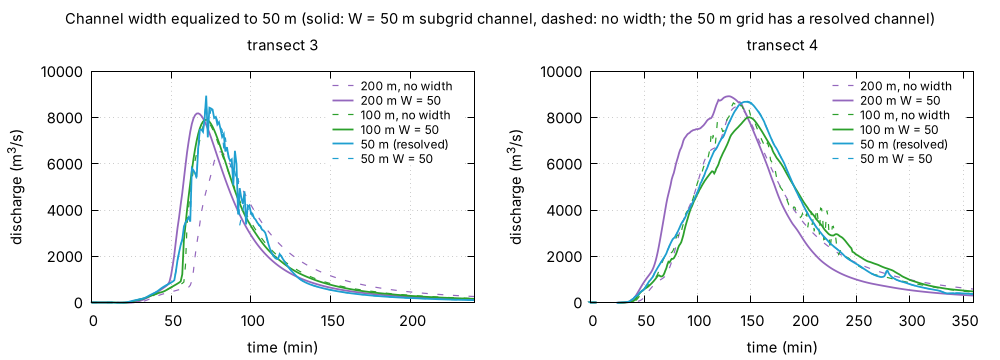 Channel width equalized to 50 m (solid: W = 50 m subgrid channel, dashed: no width; the 50 m grid has a resolved channel)
transect 3
10000
8000
6000
4000
2000
0
discharge (m³/s)
200 m, no width
200 m W = 50
100 m, no width
100 m W = 50
50 m (resolved)
50 m W = 50
0 50 100 150 200
time (min)
transect 4
10000
8000
6000
4000
2000
0
discharge (m³/s)
200 m, no width
200 m W = 50
100 m, no width
100 m W = 50
50 m (resolved)
50 m W = 50
0 50 100 150 200 250 300 350
time (min)